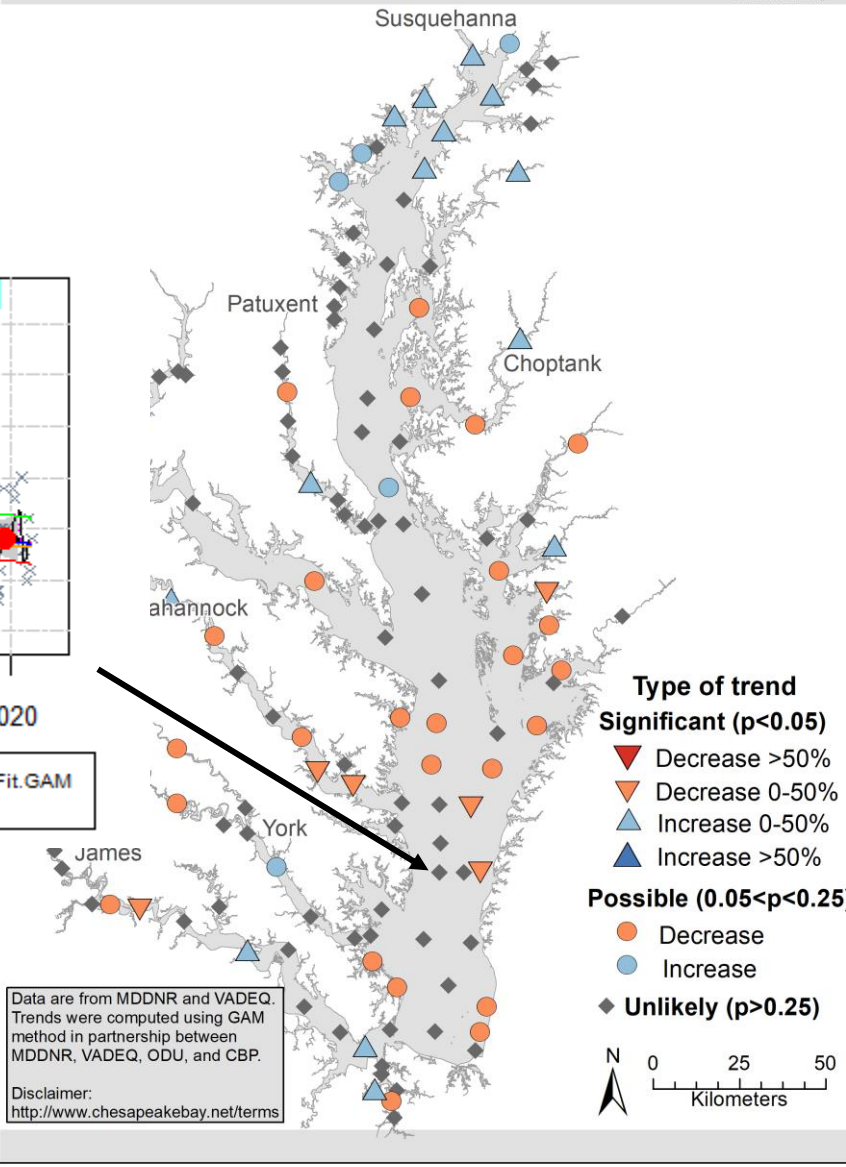 Susquehanna
Patuxent
Choptank
ahannock
020
Fit.GAM
York
James
Type of trend
Significant (p<0.05)
Decrease >50%
Decrease 0-50%
Increase 0-50%
Increase >50%
Possible (0.05<p<0.25)
Decrease
Increase
Unlikely (p>0.25)
Data are from MDDNR and VADEQ.
Trends were computed using GAM
method in partnership between
MDDNR, VADEQ, ODU, and CBP.
Disclaimer:
http://www.chesapeakebay.net/terms
N
0 25 50
Kilometers